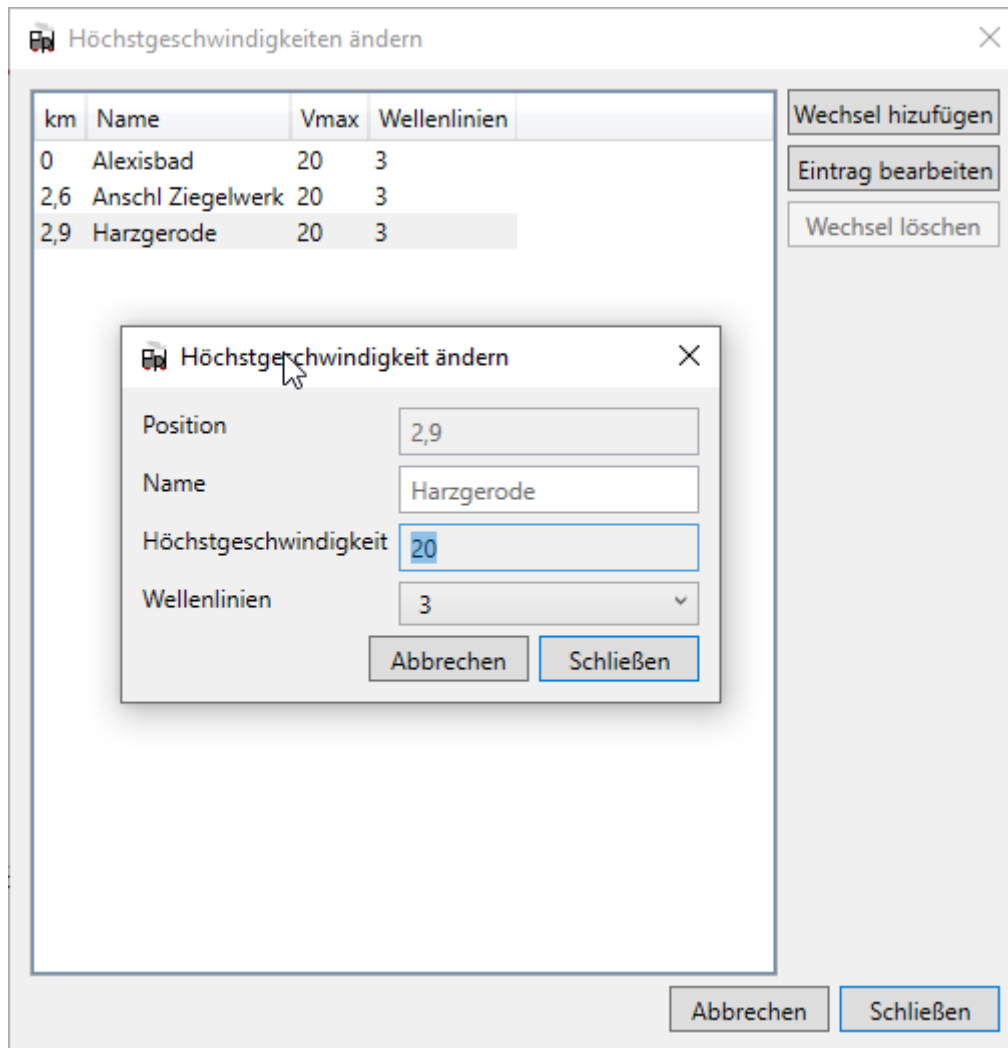 Höchstgeschwindigkeiten ändern
km Name Vmax Wellenlinien
0 Alexisbad 20 3
2,6 Anschl Ziegelwerk 20 3
2,9 Harzgerode 20 3
Wechsel hizufügen
Eintrag bearbeiten
Wechsel löschen
Höchstgeschwindigkeit ändern
Position 2,9
Name Harzgerode
Höchstgeschwindigkeit 20
Wellenlinien 3
Abbrechen Schließen
Abbrechen Schließen